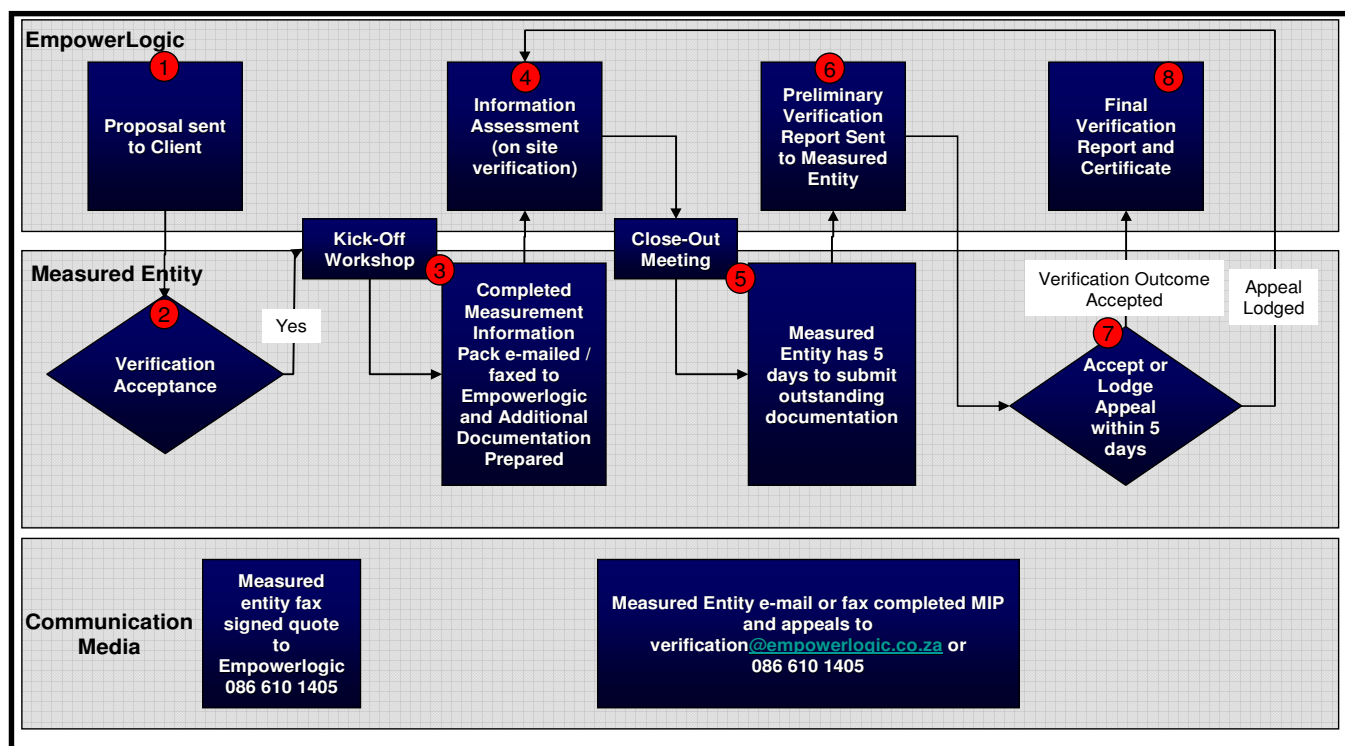 EmpowerLogic
1
Proposal sent
to Client
4
Information
Assessment
(on site
verification)
6
Preliminary
Verification
Report Sent
to Measured
Entity
8
Final
Verification
Report and
Certificate
Kick-Off
Workshop
Close-Out
Meeting
Measured Entity
2
Verification
Acceptance
Yes
3
Completed
Measurement
Information
Pack e-mailed /
faxed to
Empowerlogic
and Additional
Documentation
Prepared
5
Measured
Entity has 5
days to submit
outstanding
documentation
Verification Outcome
Accepted
Appeal
Lodged
7
Accept or
Lodge
Appeal
within 5
days
Communication
Media
Measured
entity fax
signed quote
to
Empowerlogic
086 610 1405
Measured Entity e-mail or fax completed MIP
and appeals to
verification@empowerlogic.co.za or
086 610 1405